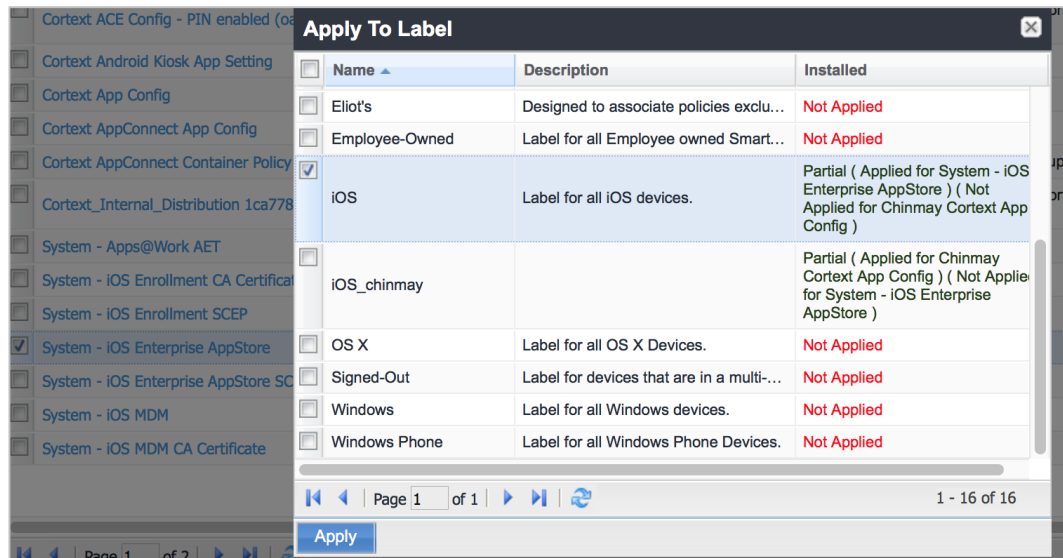 Cortext ACE Config - PIN enabled (oa
Cortext Android Kiosk App Setting
Cortext App Config
Cortext AppConnect App Config
Cortext AppConnect Container Policy
Cortext_Internal_Distribution 1ca778
System - Apps@Work AET
System - iOS Enrollment CA Certificat
System - iOS Enrollment SCEP
System - iOS Enterprise AppStore
System - iOS Enterprise AppStore SC
System - iOS MDM
System - iOS MDM CA Certificate
Page 1 of 2
Apply To Label
Name Description Installed
Eliot's Designed to associate policies exclu... Not Applied
Employee-Owned Label for all Employee owned Smart... Not Applied
iOS Label for all iOS devices. Partial ( Applied for System - iOS
Enterprise AppStore ) ( Not
Applied for Chinmay Cortext App
Config )
iOS_chinmay Partial ( Applied for Chinmay
Cortext App Config ) ( Not Applie
for System - iOS Enterprise
AppStore )
OS X Label for all OS X Devices. Not Applied
Signed-Out Label for devices that are in a multi-... Not Applied
Windows Label for all Windows devices. Not Applied
Windows Phone Label for all Windows Phone Devices. Not Applied
Page 1 of 1 1 - 16 of 16
Apply